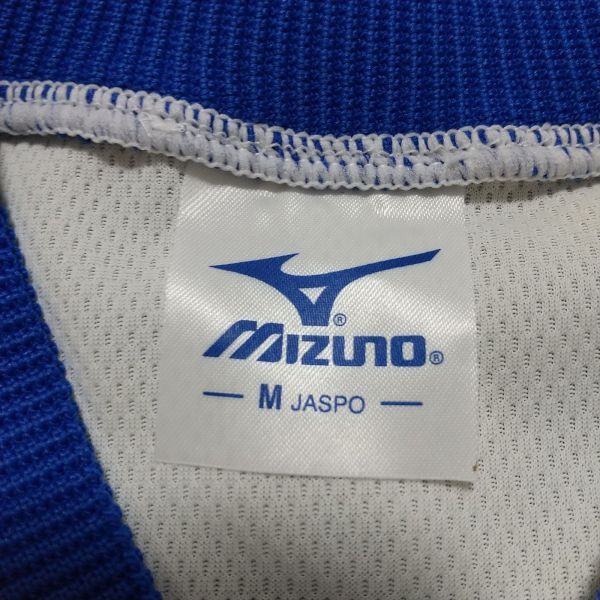 ®
MIZUNO®
— M JASPO —